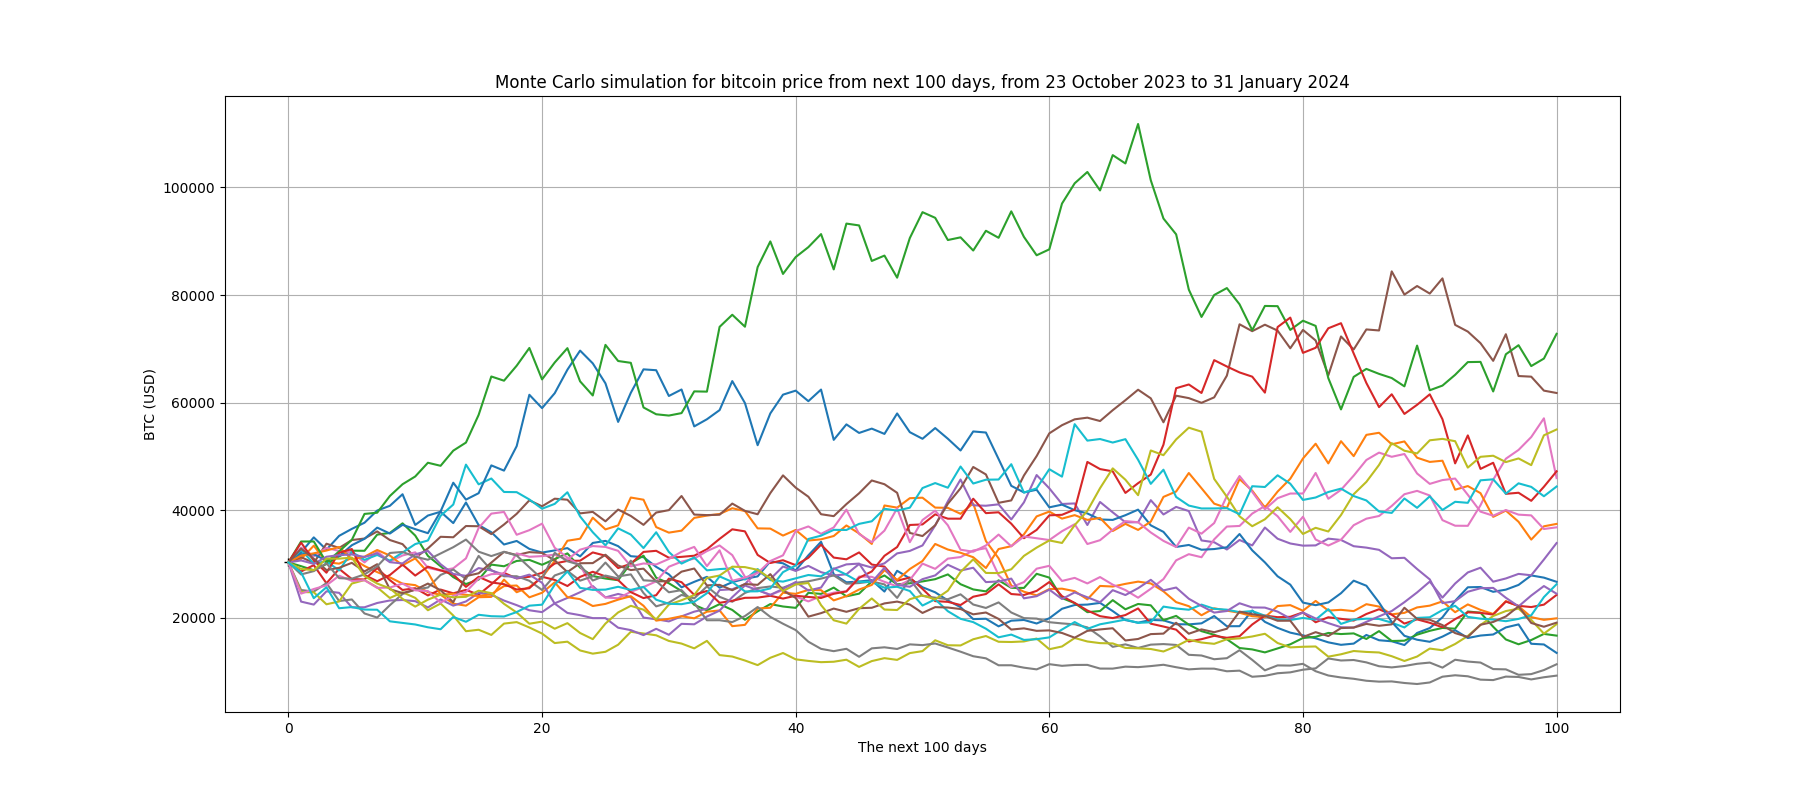 Monte Carlo simulation for bitcoin price from next 100 days, from 23 October 2023 to 31 January 2024
100000
80000
60000
40000
20000
BTC (USD)
0 20 40 60 80 100
The next 100 days